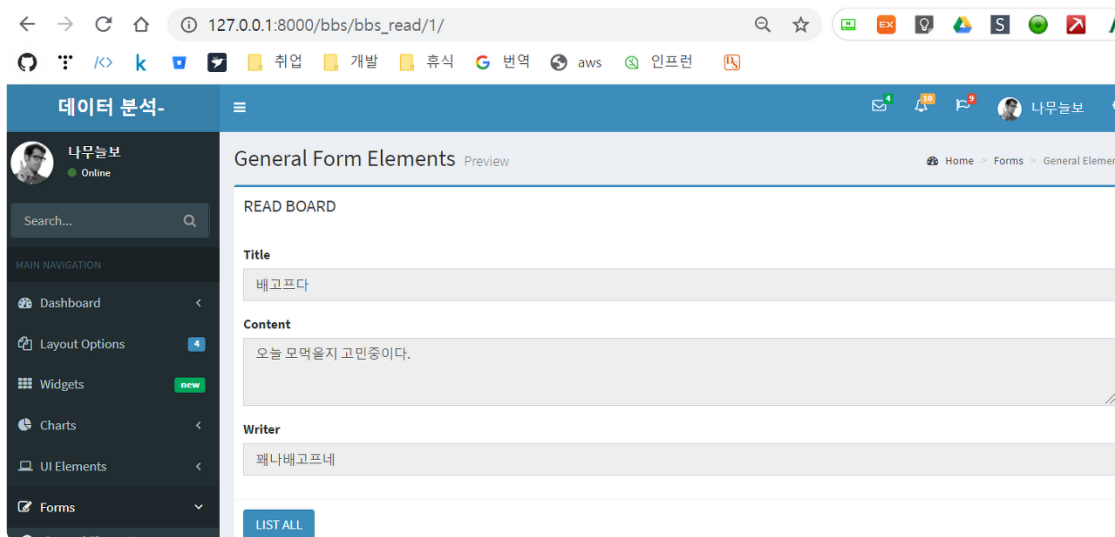 127.0.0.1:8000/bbs/bbs_read/1/
EX
S
k
취업
개발
휴식
G 번역
aws
인프런
데이터 분석-
4
10
9
나무늘보
나무늘보
Online
General Form Elements Preview
Home > Forms > General Elemen
Search...
READ BOARD
MAIN NAVIGATION
Title
배고프다
Dashboard
Content
Layout Options 4
오늘 모먹을지 고민중이다.
Widgets new
Charts
Writer
꽤나배고프네
UI Elements
Forms
LIST ALL